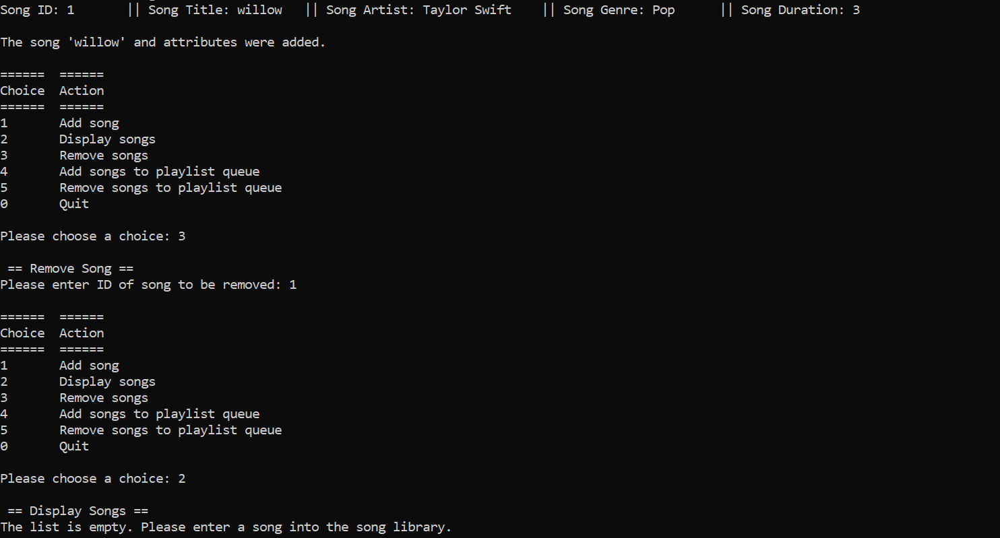 Song ID: 1 || Song Title: willow || Song Artist: Taylor Swift || Song Genre: Pop || Song Duration: 3
The song 'willow' and attributes were added.
====== ======
Choice Action
====== ======
1 Add song
2 Display songs
3 Remove songs
4 Add songs to playlist queue
5 Remove songs to playlist queue
0 Quit
Please choose a choice: 3
== Remove Song ==
Please enter ID of song to be removed: 1
====== ======
Choice Action
====== ======
1 Add song
2 Display songs
3 Remove songs
4 Add songs to playlist queue
5 Remove songs to playlist queue
0 Quit
Please choose a choice: 2
== Display Songs ==
The list is empty. Please enter a song into the song library.